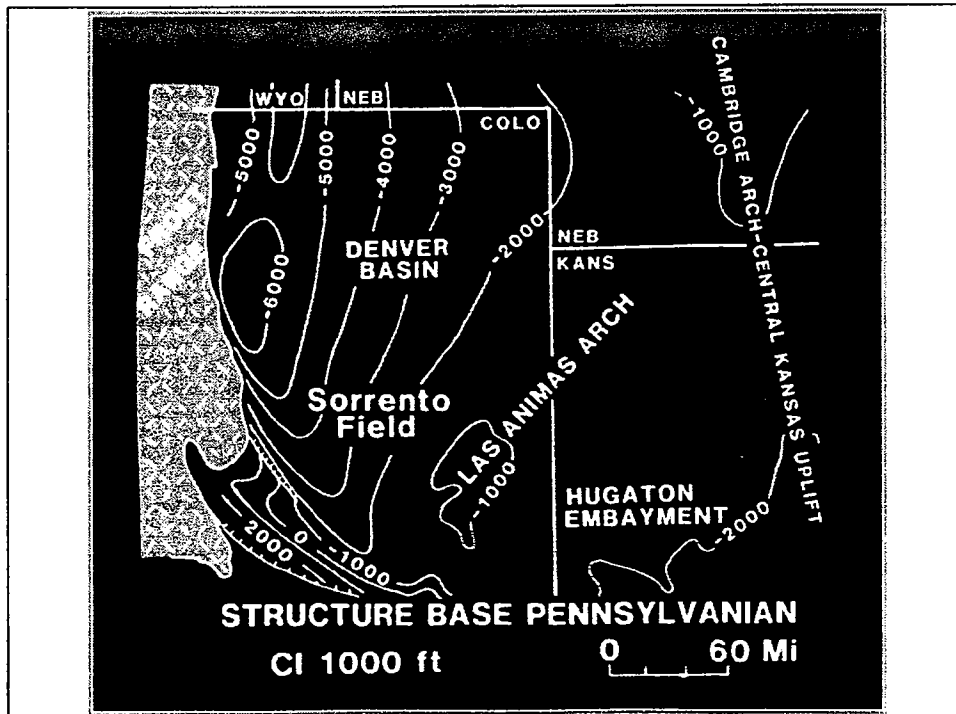 WYO NEB
COLO
-5000
-5000
-4000
-3000
-2000
-6000
DENVER
BASIN
NEB
KANS
-1000
CAMBRIDGE ARCH-CENTRAL KANSAS UPLIFT
Sorrento
Field
LAS ANIMAS ARCH
-1000
HUGATON
EMBAYMENT
-2000
2000
0
-1000
STRUCTURE BASE PENNSYLVANIAN
CI 1000 ft
0 60 Mi